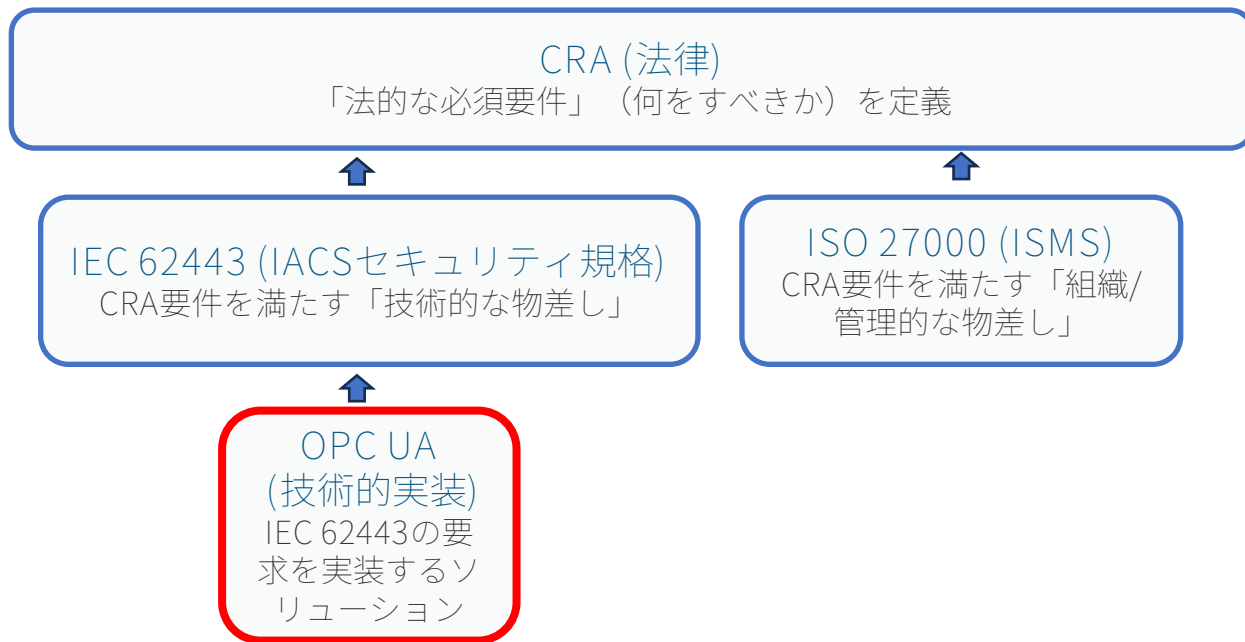 CRA (法律)
「法的な必須要件」（何をすべきか）を定義
IEC 62443 (IACSセキュリティ規格)
CRA要件を満たす「技術的な物差し」
ISO 27000 (ISMS)
CRA要件を満たす「組織/
管理的な物差し」
OPC UA
(技術的実装)
IEC 62443の要
求を実装するソ
リューション